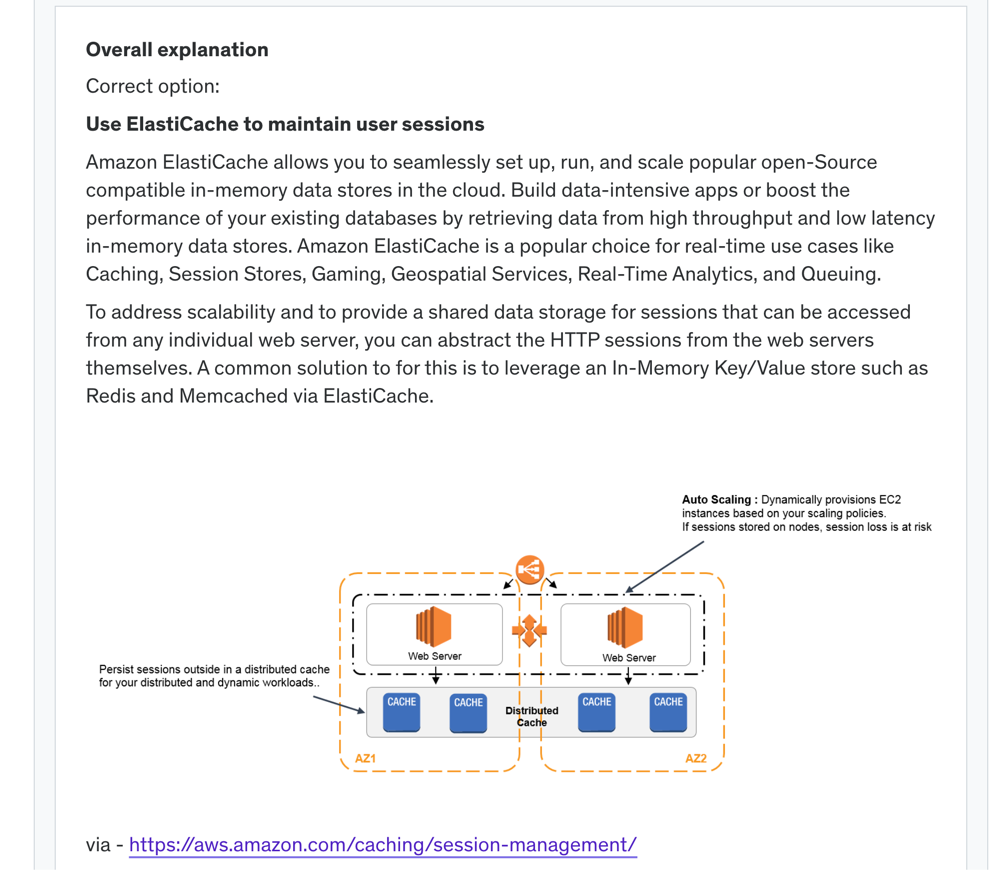 Overall explanation
Correct option:
Use ElastiCache to maintain user sessions
Amazon ElastiCache allows you to seamlessly set up, run, and scale popular open-Source
compatible in-memory data stores in the cloud. Build data-intensive apps or boost the
performance of your existing databases by retrieving data from high throughput and low latency
in-memory data stores. Amazon ElastiCache is a popular choice for real-time use cases like
Caching, Session Stores, Gaming, Geospatial Services, Real-Time Analytics, and Queuing.
To address scalability and to provide a shared data storage for sessions that can be accessed
from any individual web server, you can abstract the HTTP sessions from the web servers
themselves. A common solution to for this is to leverage an In-Memory Key/Value store such as
Redis and Memcached via ElastiCache.
Auto Scaling : Dynamically provisions EC2
instances based on your scaling policies.
If sessions stored on nodes, session loss is at risk
Web Server
Web Server
Persist sessions outside in a distributed cache
for your distributed and dynamic workloads..
CACHE
CACHE
Distributed
Cache
CACHE
CACHE
AZ1
AZ2
via - https://aws.amazon.com/caching/session-management/